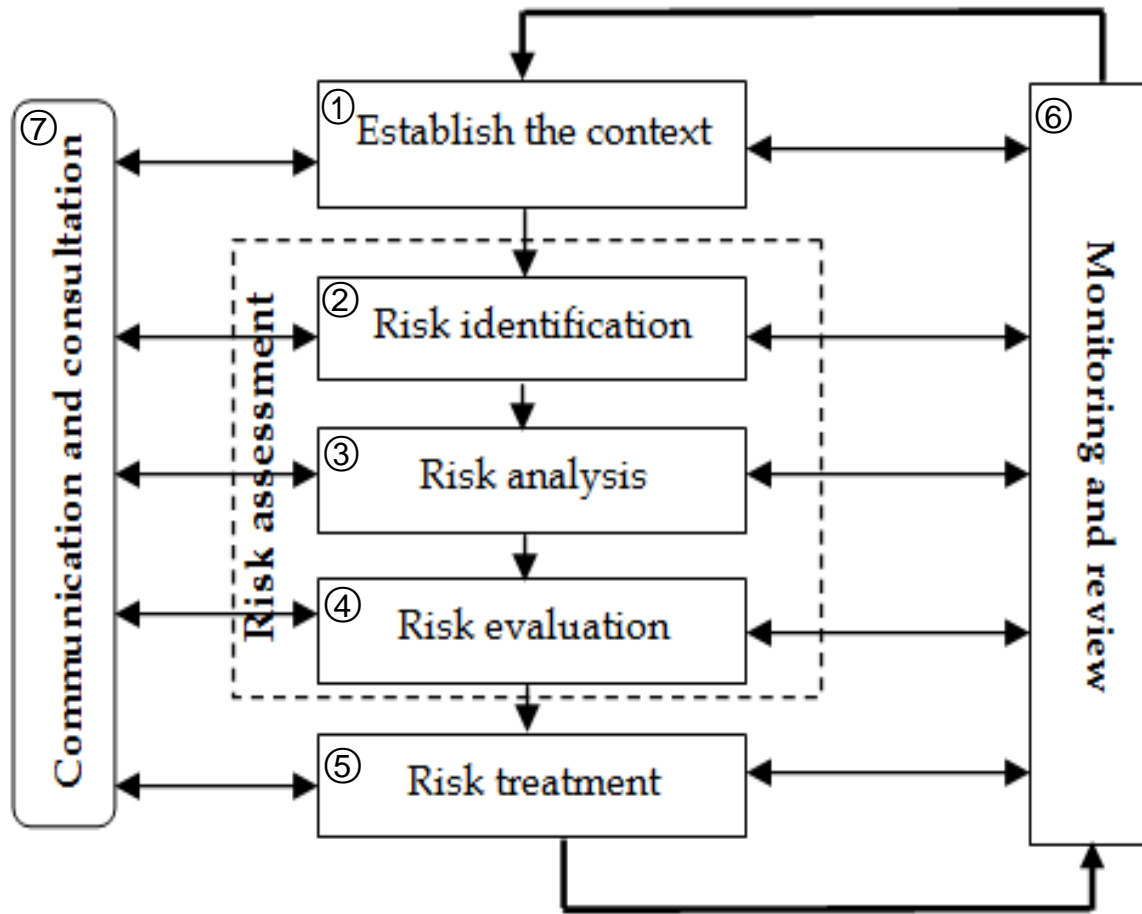 ① Establish the context
② Risk identification
③ Risk analysis
④ Risk evaluation
⑤ Risk treatment
Risk assessment
⑥ Monitoring and review
⑦ Communication and consultation